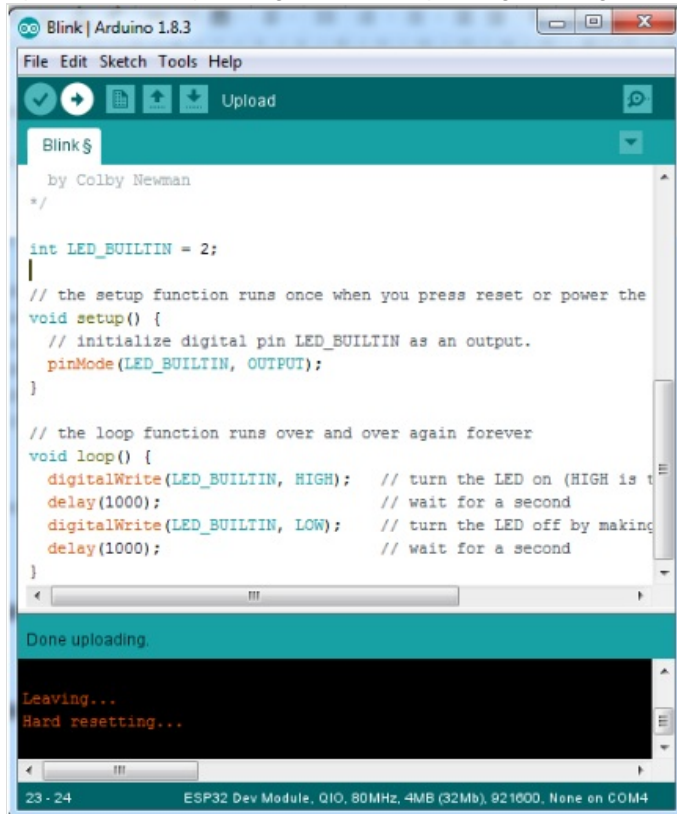 Blink | Arduino 1.8.3
File Edit Sketch Tools Help
Upload
Blink §
by Colby Newman
*/
int LED_BUILTIN = 2;
// the setup function runs once when you press reset or power the
void setup() {
// initialize digital pin LED_BUILTIN as an output.
pinMode(LED_BUILTIN, OUTPUT);
}
// the loop function runs over and over again forever
void loop() {
digitalWrite(LED_BUILTIN, HIGH);   // turn the LED on (HIGH is t
delay(1000);                       // wait for a second
digitalWrite(LED_BUILTIN, LOW);    // turn the LED off by making
delay(1000);                       // wait for a second
}
Done uploading.
Leaving...
Hard resetting...
23 - 24 ESP32 Dev Module, QIO, 80MHz, 4MB (32Mb), 921600, None on COM4